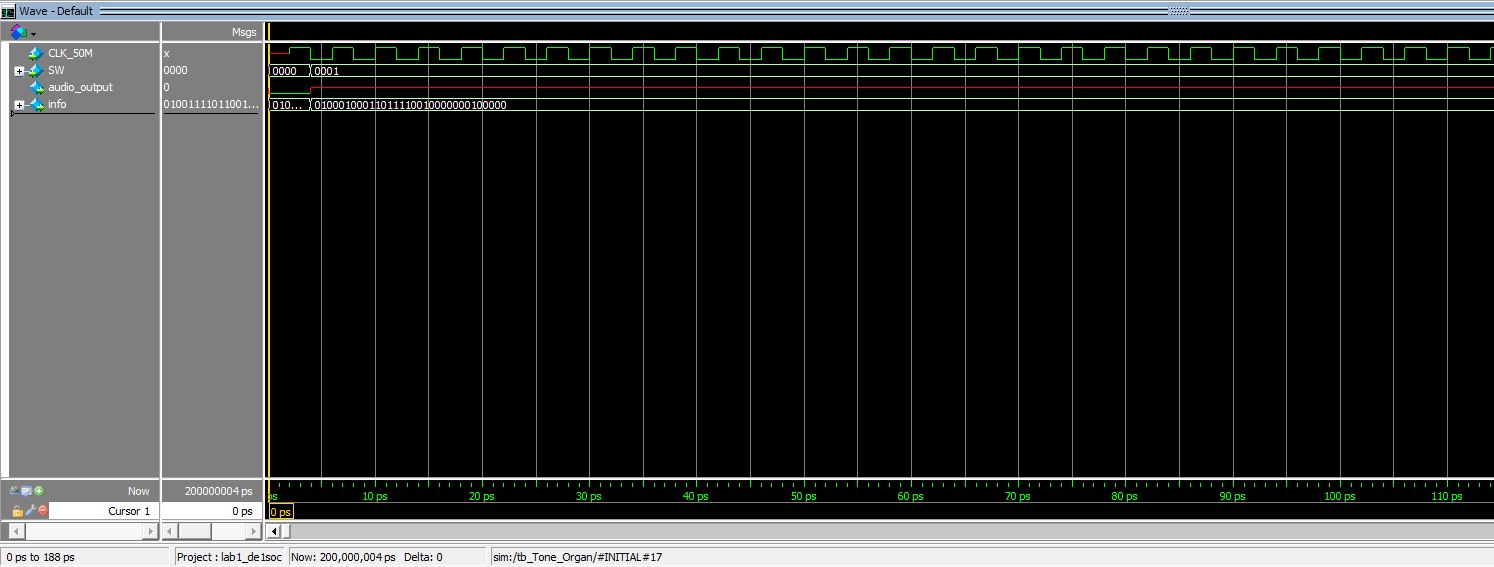 Wave - Default
Msgs
CLK_50M x
SW 0000 0000 0001
audio_output 0
info 01001111011001... 010... 01000100011011110010000000100000
Now 200000004 ps ps 10 ps 20 ps 30 ps 40 ps 50 ps 60 ps 70 ps 80 ps 90 ps 100 ps 110 ps
Cursor 1 0 ps 0 ps
0 ps to 188 ps Project : lab1_de1soc Now: 200,000,004 ps Delta: 0 sim:/tb_Tone_Organ/#INITIAL#17